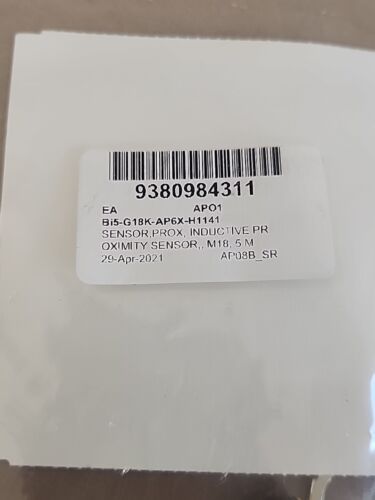 9380984311
EA APO1
Bi5-G18K-AP6X-H1141
SENSOR,PROX, INDUCTIVE PR
OXIMITY SENSOR,, M18, 5 M
29-Apr-2021 AP08B_SR